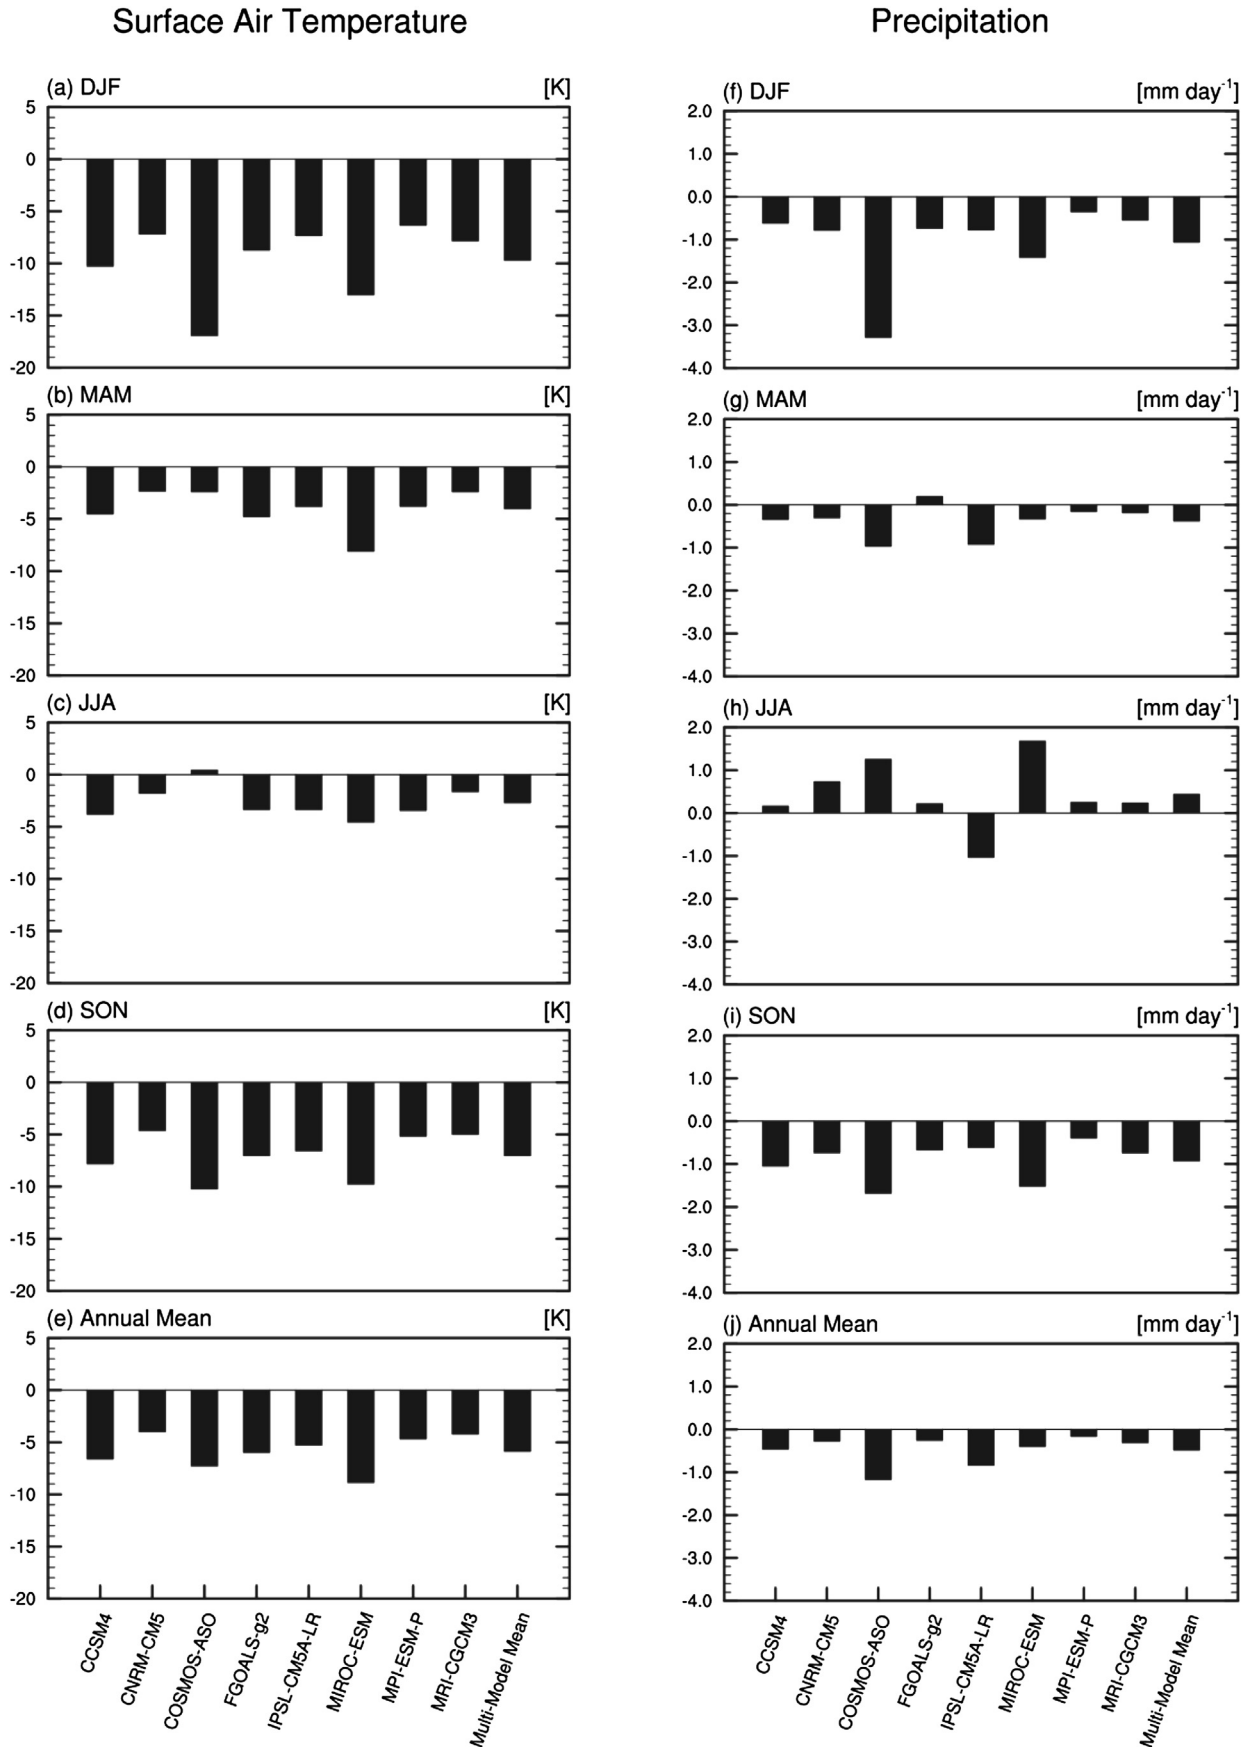 Surface Air Temperature
(a) DJF [K]
5
0
-5
-10
-15
-20
(b) MAM [K]
5
0
-5
-10
-15
-20
(c) JJA [K]
5
0
-5
-10
-15
-20
(d) SON [K]
5
0
-5
-10
-15
-20
(e) Annual Mean [K]
5
0
-5
-10
-15
-20
CCSM4
CNRM-CM5
COSMOS-ASO
FGOALS-g2
IPSL-CM5A-LR
MIROC-ESM
MPI-ESM-P
MRI-CGCM3
Multi-Model Mean
Precipitation
(f) DJF [mm day-1]
2.0
1.0
0.0
-1.0
-2.0
-3.0
-4.0
(g) MAM [mm day-1]
2.0
1.0
0.0
-1.0
-2.0
-3.0
-4.0
(h) JJA [mm day-1]
2.0
1.0
0.0
-1.0
-2.0
-3.0
-4.0
(i) SON [mm day-1]
2.0
1.0
0.0
-1.0
-2.0
-3.0
-4.0
(j) Annual Mean [mm day-1]
2.0
1.0
0.0
-1.0
-2.0
-3.0
-4.0
CCSM4
CNRM-CM5
COSMOS-ASO
FGOALS-g2
IPSL-CM5A-LR
MIROC-ESM
MPI-ESM-P
MRI-CGCM3
Multi-Model Mean